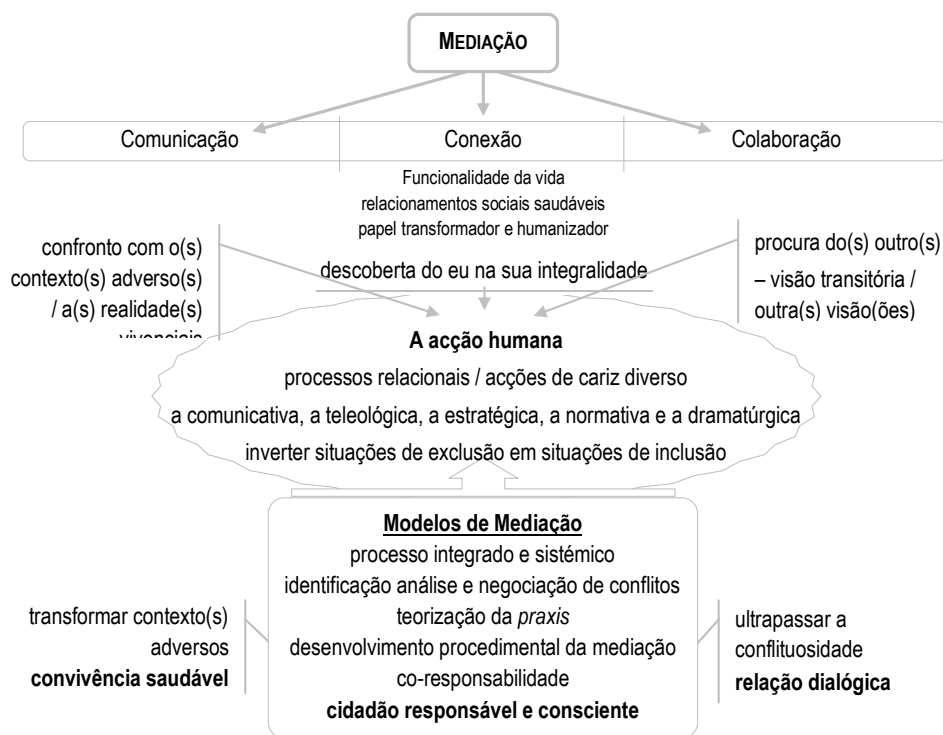 MEDIAÇÃO
Comunicação
Conexão
Colaboração
Funcionalidade da vida
relacionamentos sociais saudáveis
papel transformador e humanizador
descoberta do eu na sua integralidade
confronto com o(s)
contexto(s) adverso(s)
/ a(s) realidade(s)
vivenciais
procura do(s) outro(s)
– visão transitória /
outra(s) visão(ões)
A acção humana
processos relacionais / acções de cariz diverso
a comunicativa, a teleológica, a estratégica, a normativa e a dramatúrgica
inverter situações de exclusão em situações de inclusão
Modelos de Mediação
processo integrado e sistémico
identificação análise e negociação de conflitos
teorização da praxis
desenvolvimento procedimental da mediação
co-responsabilidade
cidadão responsável e consciente
transformar contexto(s)
adversos
convivência saudável
ultrapassar a
conflituosidade
relação dialógica